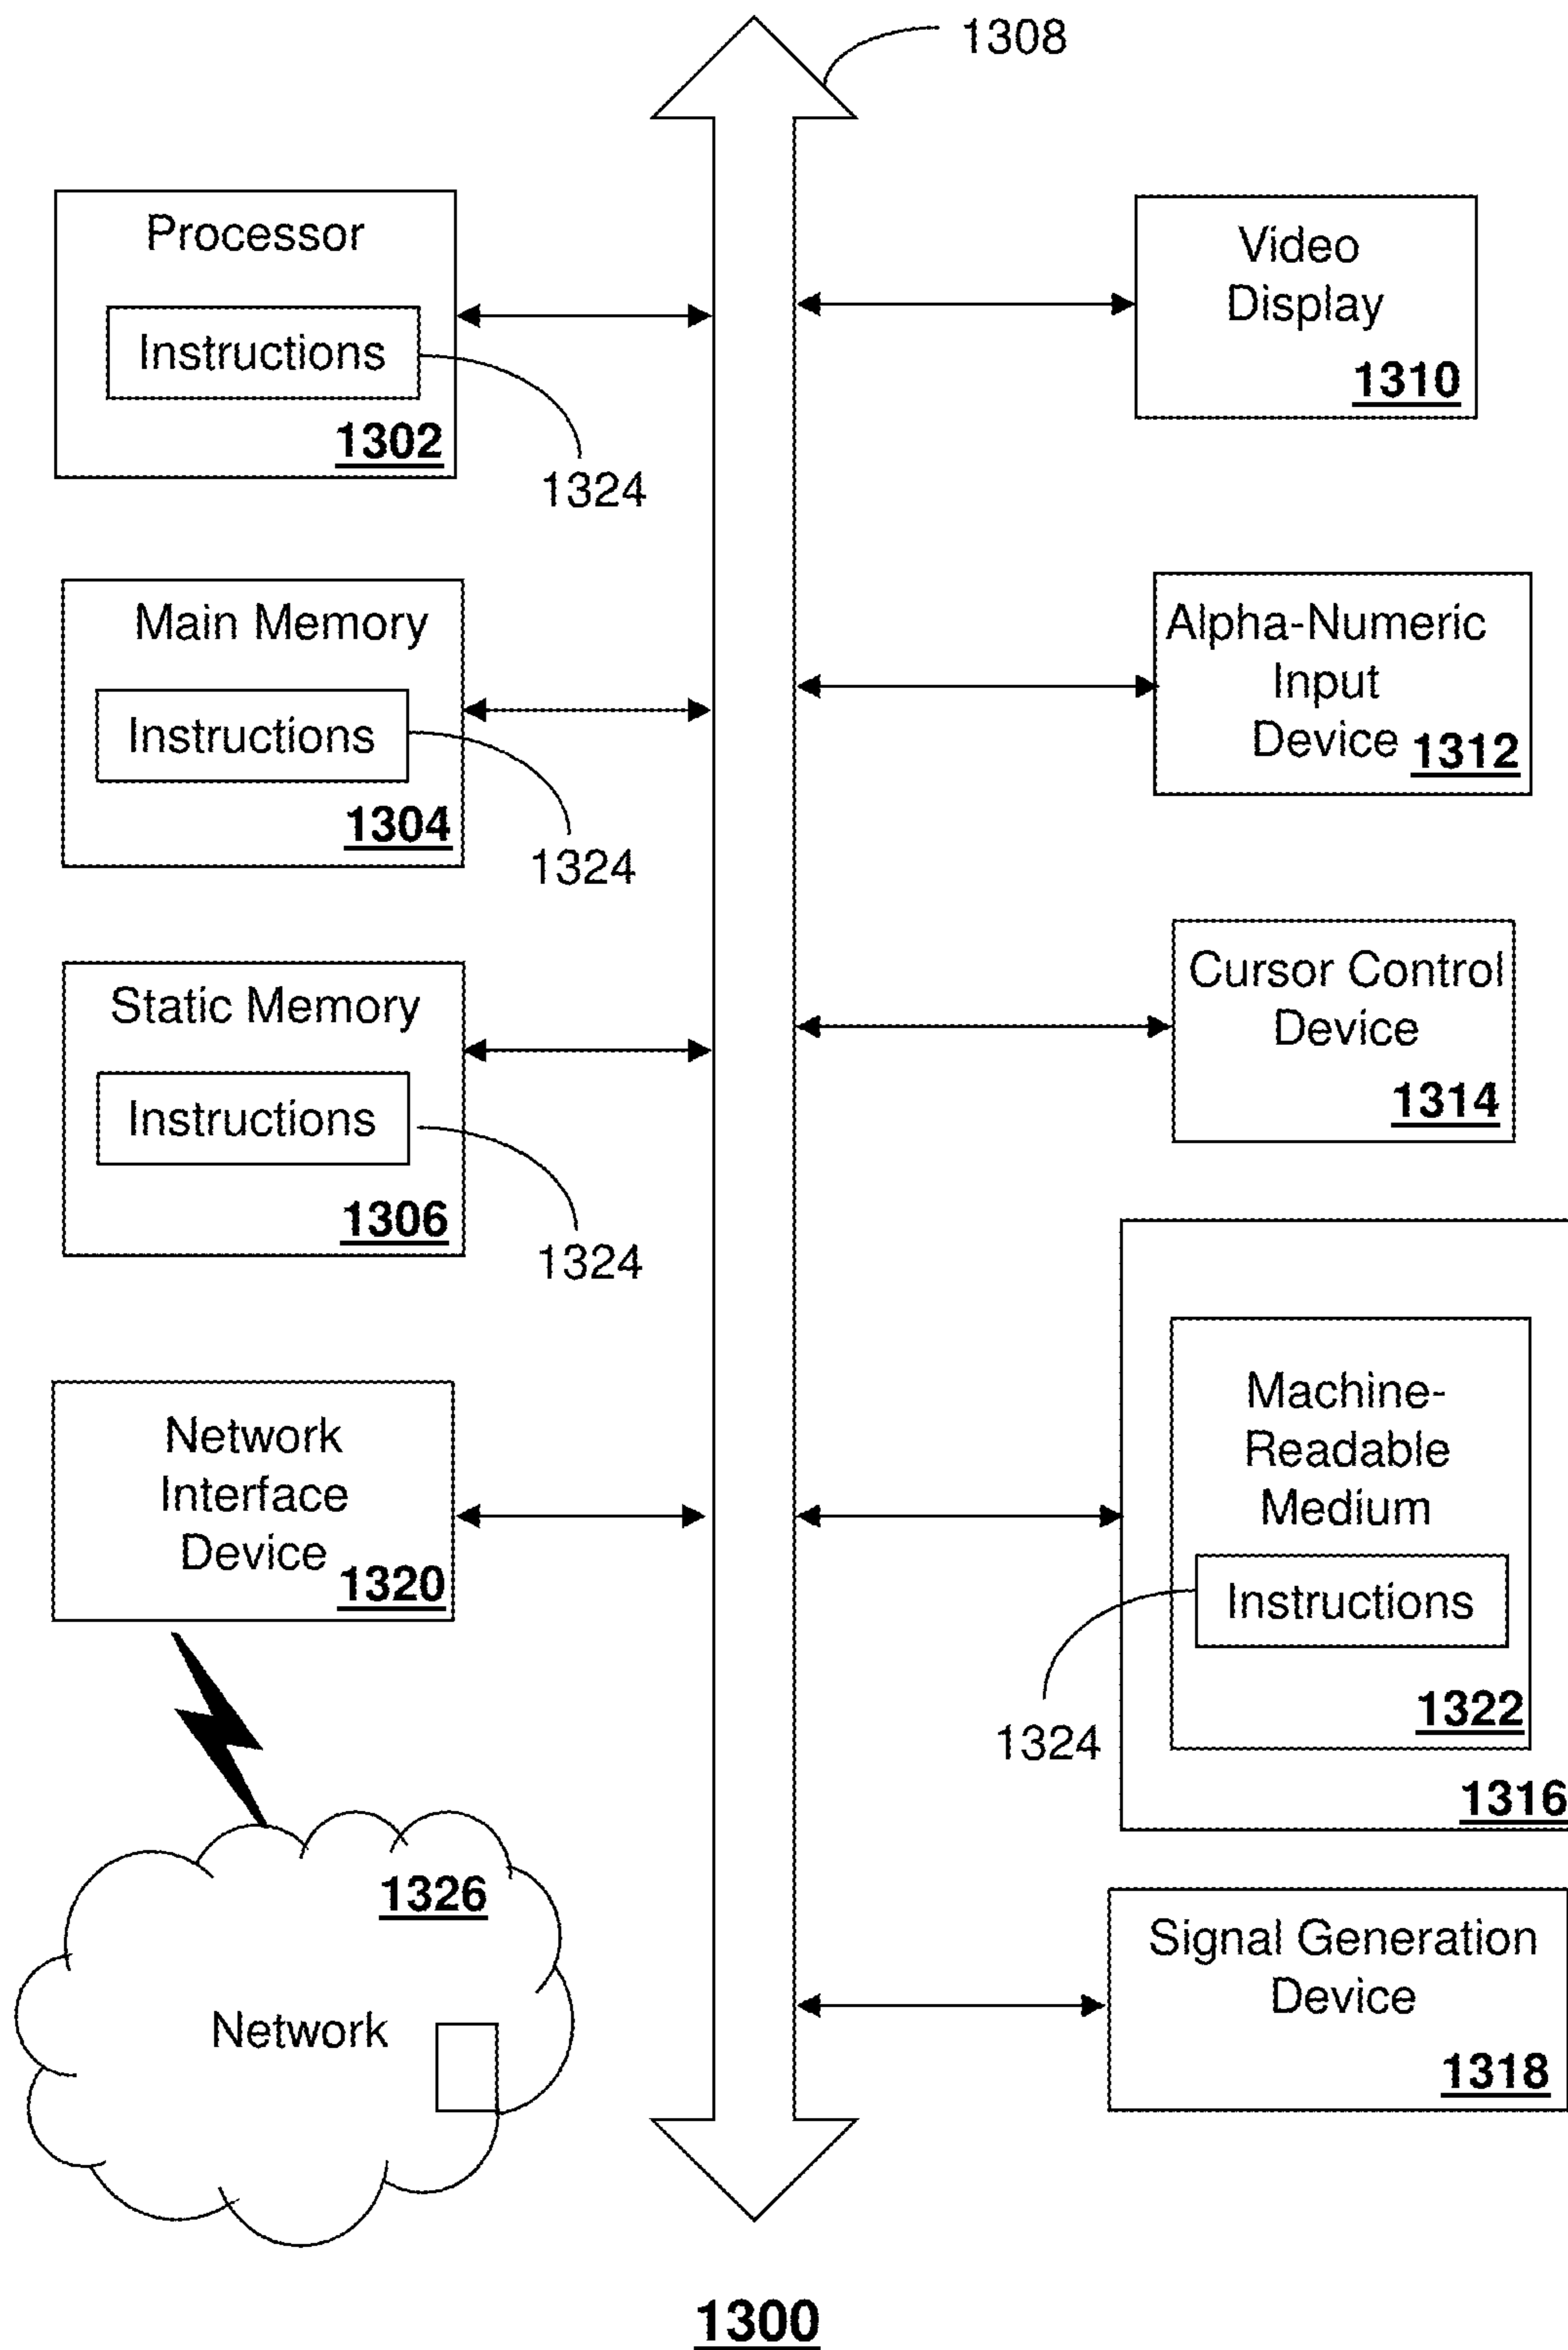 1308
Processor
Instructions
1302
1324
Main Memory
Instructions
1304
1324
Static Memory
Instructions
1306
1324
Network
Interface
Device
1320
1326
Network
Video
Display
1310
Alpha-Numeric
Input
Device
1312
Cursor Control
Device
1314
Machine-
Readable
Medium
Instructions
1322
1324
1316
Signal Generation
Device
1318
1300